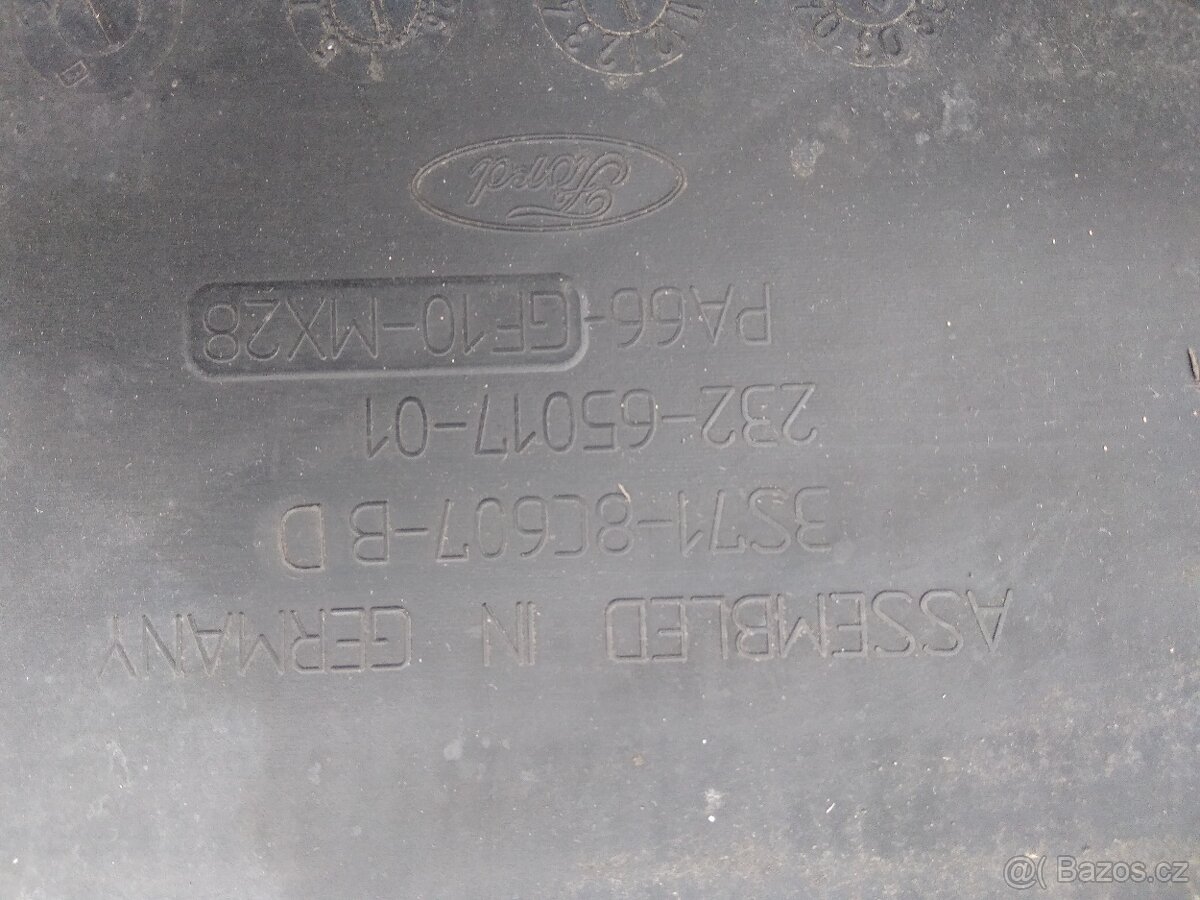 ASSEMBLED IN GERMANY
3S71-8C607-B D
232-65017-01
PA66-GF10-MX28
Ford
@( Bazos.cz